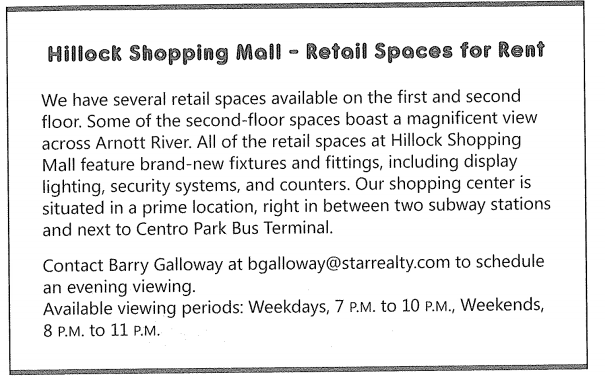 Hillock Shopping Mall – Retail Spaces for Rent
We have several retail spaces available on the first and second
floor. Some of the second-floor spaces boast a magnificent view
across Arnott River. All of the retail spaces at Hillock Shopping
Mall feature brand-new fixtures and fittings, including display
lighting, security systems, and counters. Our shopping center is
situated in a prime location, right in between two subway stations
and next to Centro Park Bus Terminal.
Contact Barry Galloway at bgalloway@starrealty.com to schedule
an evening viewing.
Available viewing periods: Weekdays, 7 P.M. to 10 P.M., Weekends,
8 P.M. to 11 P.M.